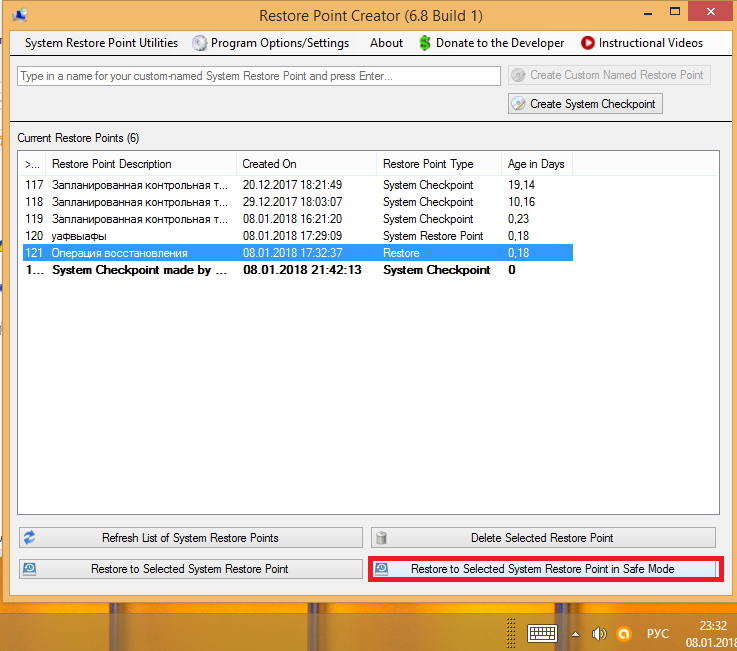 Restore Point Creator (6.8 Build 1)
System Restore Point Utilities Program Options/Settings About Donate to the Developer Instructional Videos
Type in a name for your custom-named System Restore Point and press Enter... Create Custom Named Restore Point
Create System Checkpoint
Current Restore Points (6)
>... Restore Point Description Created On Restore Point Type Age in Days
117 Запланированная контрольная т... 20.12.2017 18:21:49 System Checkpoint 19,14
118 Запланированная контрольная т... 29.12.2017 18:03:07 System Checkpoint 10,16
119 Запланированная контрольная т... 08.01.2018 16:21:20 System Checkpoint 0,23
120 уафвыафы 08.01.2018 17:29:09 System Restore Point 0,18
121 Операция восстановления 08.01.2018 17:32:37 Restore 0,18
1... System Checkpoint made by ... 08.01.2018 21:42:13 System Checkpoint 0
Refresh List of System Restore Points Delete Selected Restore Point
Restore to Selected System Restore Point Restore to Selected System Restore Point in Safe Mode
РУС 23:32
08.01.2018